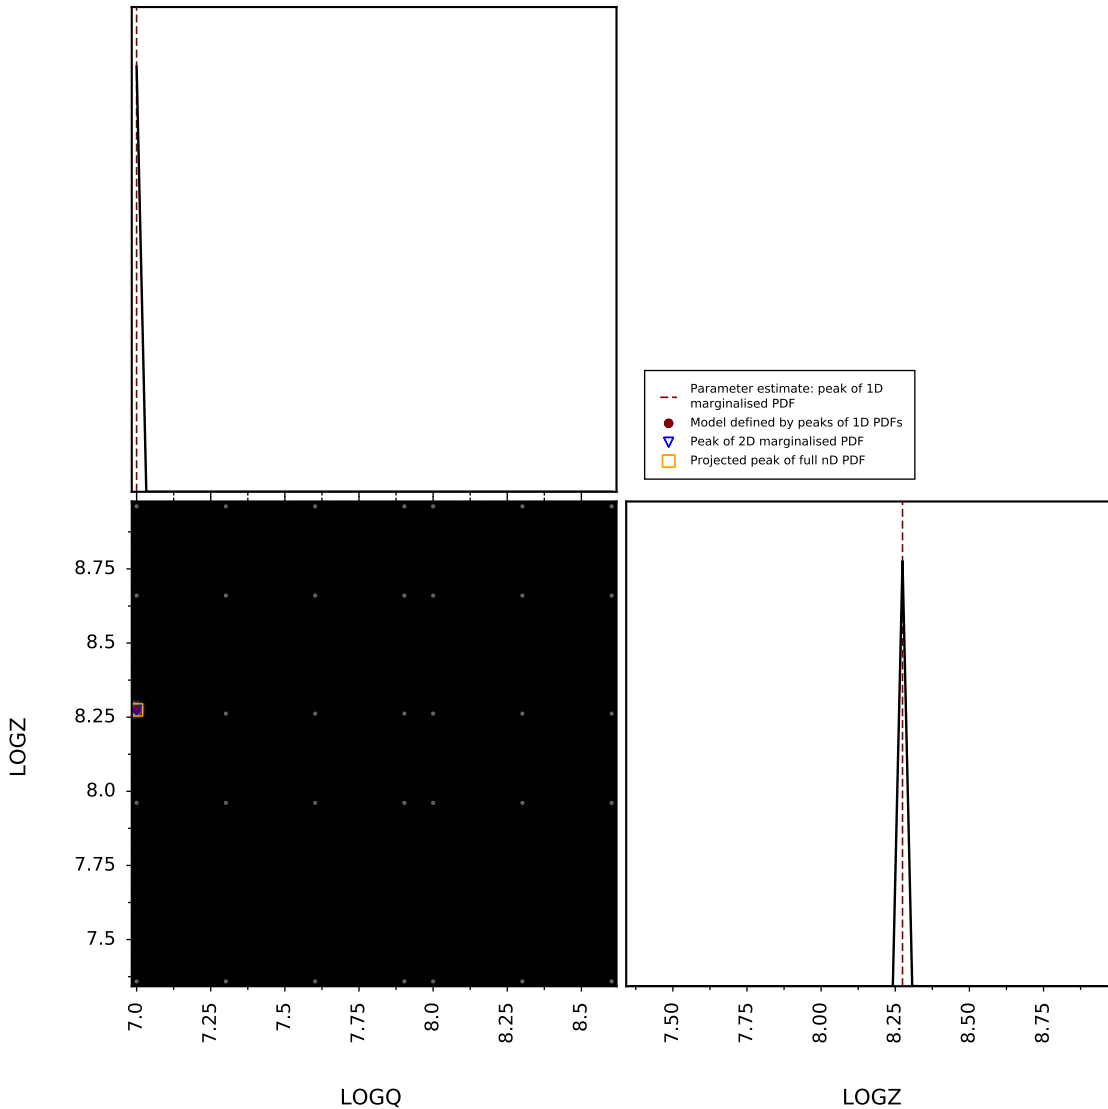 Parameter estimate: peak of 1D
marginalised PDF
Model defined by peaks of 1D PDFs
Peak of 2D marginalised PDF
Projected peak of full nD PDF
8.75
8.5
8.25
8.0
7.75
7.5
LOGZ
7.0
7.25
7.5
7.75
8.0
8.25
8.5
LOGQ
7.50
7.75
8.00
8.25
8.50
8.75
LOGZ